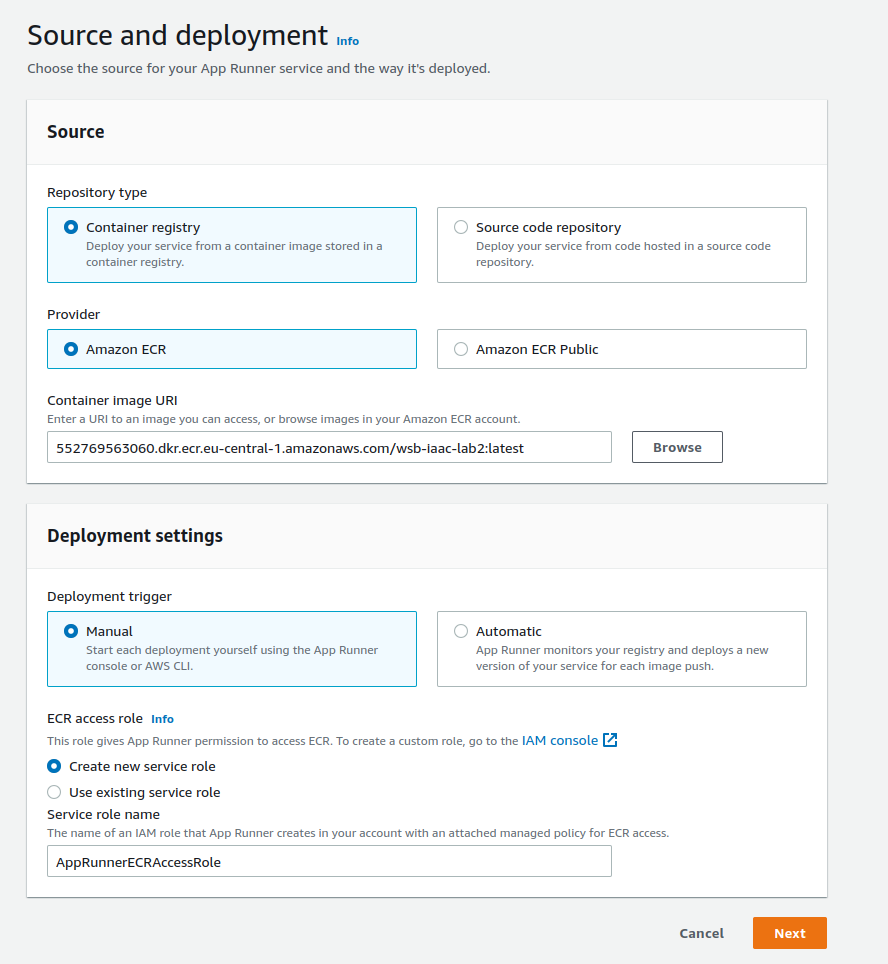 Source and deployment Info
Choose the source for your App Runner service and the way it's deployed.
Source
Repository type
Container registry
Deploy your service from a container image stored in a
container registry.
Source code repository
Deploy your service from code hosted in a source code
repository.
Provider
Amazon ECR
Amazon ECR Public
Container image URI
Enter a URI to an image you can access, or browse images in your Amazon ECR account.
552769563060.dkr.ecr.eu-central-1.amazonaws.com/wsb-iaac-lab2:latest
Browse
Deployment settings
Deployment trigger
Manual
Start each deployment yourself using the App Runner
console or AWS CLI.
Automatic
App Runner monitors your registry and deploys a new
version of your service for each image push.
ECR access role Info
This role gives App Runner permission to access ECR. To create a custom role, go to the IAM console
Create new service role
Use existing service role
Service role name
The name of an IAM role that App Runner creates in your account with an attached managed policy for ECR access.
AppRunnerECRAccessRole
Cancel
Next